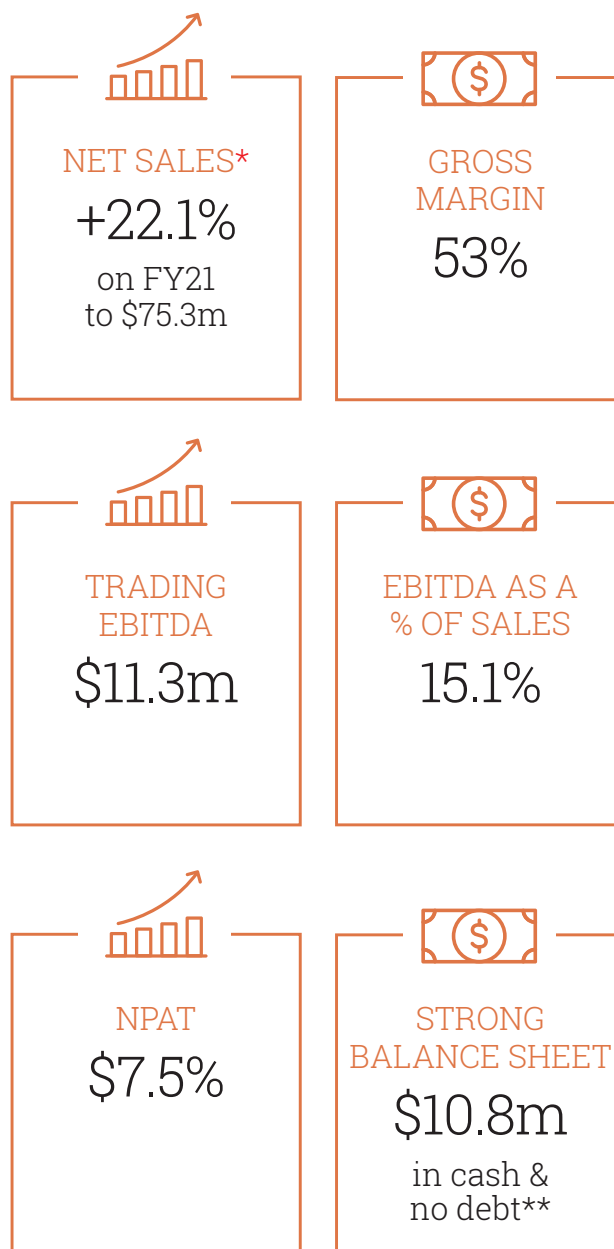 NET SALES*
+22.1%
on FY21
to $75.3m
GROSS
MARGIN
53%
TRADING
EBITDA
$11.3m
EBITDA AS A
% OF SALES
15.1%
NPAT
$7.5%
STRONG
BALANCE SHEET
$10.8m
in cash &
no debt**